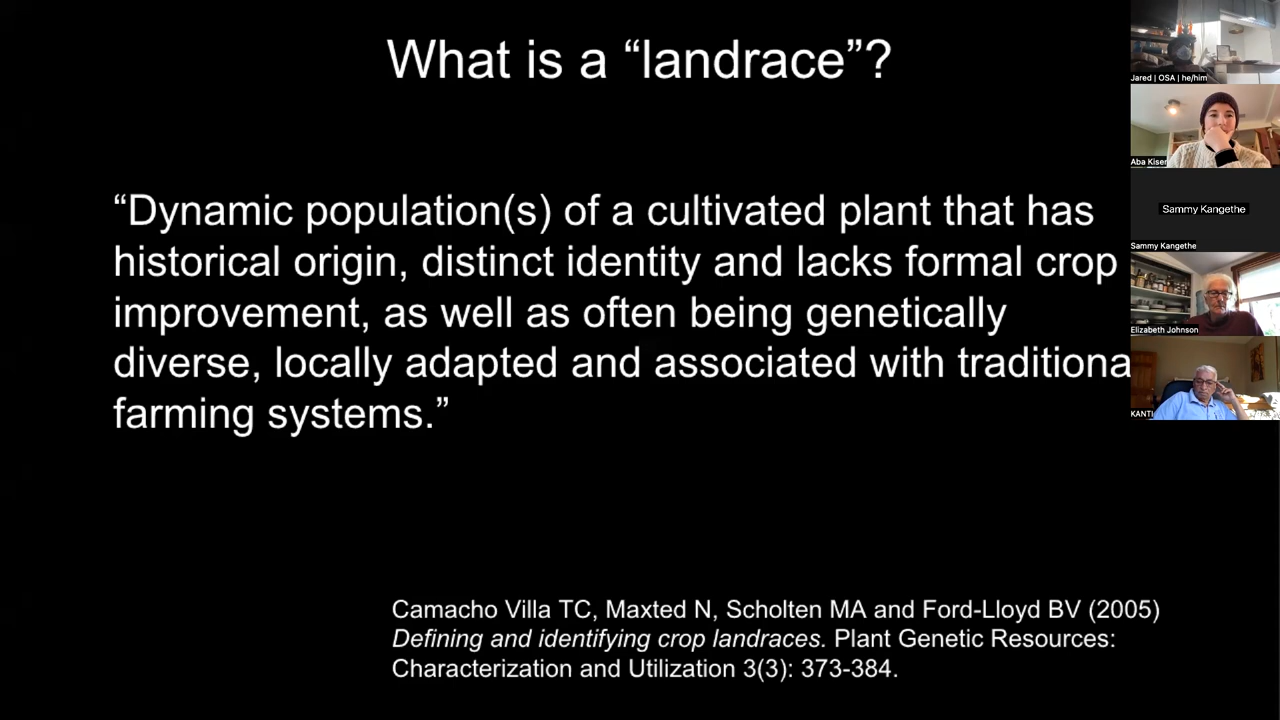 What is a “landrace”?
“Dynamic population(s) of a cultivated plant that has
historical origin, distinct identity and lacks formal crop
improvement, as well as often being genetically
diverse, locally adapted and associated with traditiona
farming systems.”
Camacho Villa TC, Maxted N, Scholten MA and Ford-Lloyd BV (2005)
Defining and identifying crop landraces. Plant Genetic Resources:
Characterization and Utilization 3(3): 373-384.
Jared | OSA | he/him
Aba Kiser
Sammy Kangethe
Sammy Kangethe
Elizabeth Johnson
KANTI